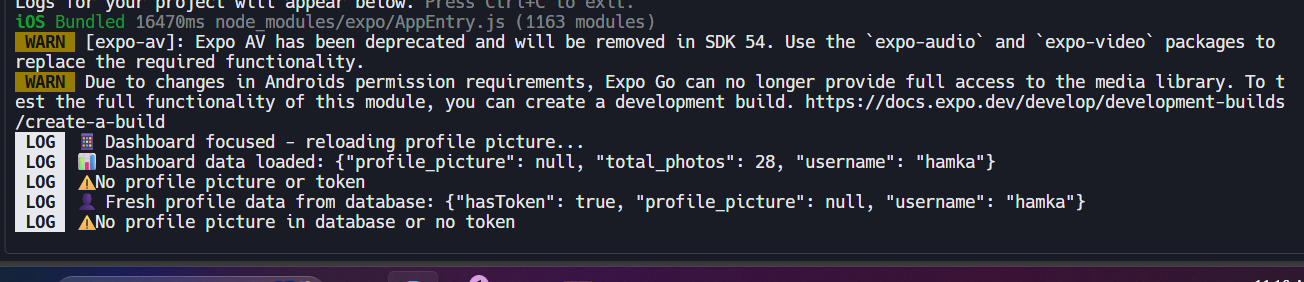 Logs for your project will appear below. Press Ctrl+C to exit.
iOS Bundled 16470ms node_modules/expo/AppEntry.js (1163 modules)
WARN [expo-av]: Expo AV has been deprecated and will be removed in SDK 54. Use the `expo-audio` and `expo-video` packages to
replace the required functionality.
WARN Due to changes in Androids permission requirements, Expo Go can no longer provide full access to the media library. To t
est the full functionality of this module, you can create a development build. https://docs.expo.dev/develop/development-builds
/create-a-build
LOG 📱 Dashboard focused - reloading profile picture...
LOG 📊 Dashboard data loaded: {"profile_picture": null, "total_photos": 28, "username": "hamka"}
LOG ⚠️No profile picture or token
LOG 👤 Fresh profile data from database: {"hasToken": true, "profile_picture": null, "username": "hamka"}
LOG ⚠️No profile picture in database or no token